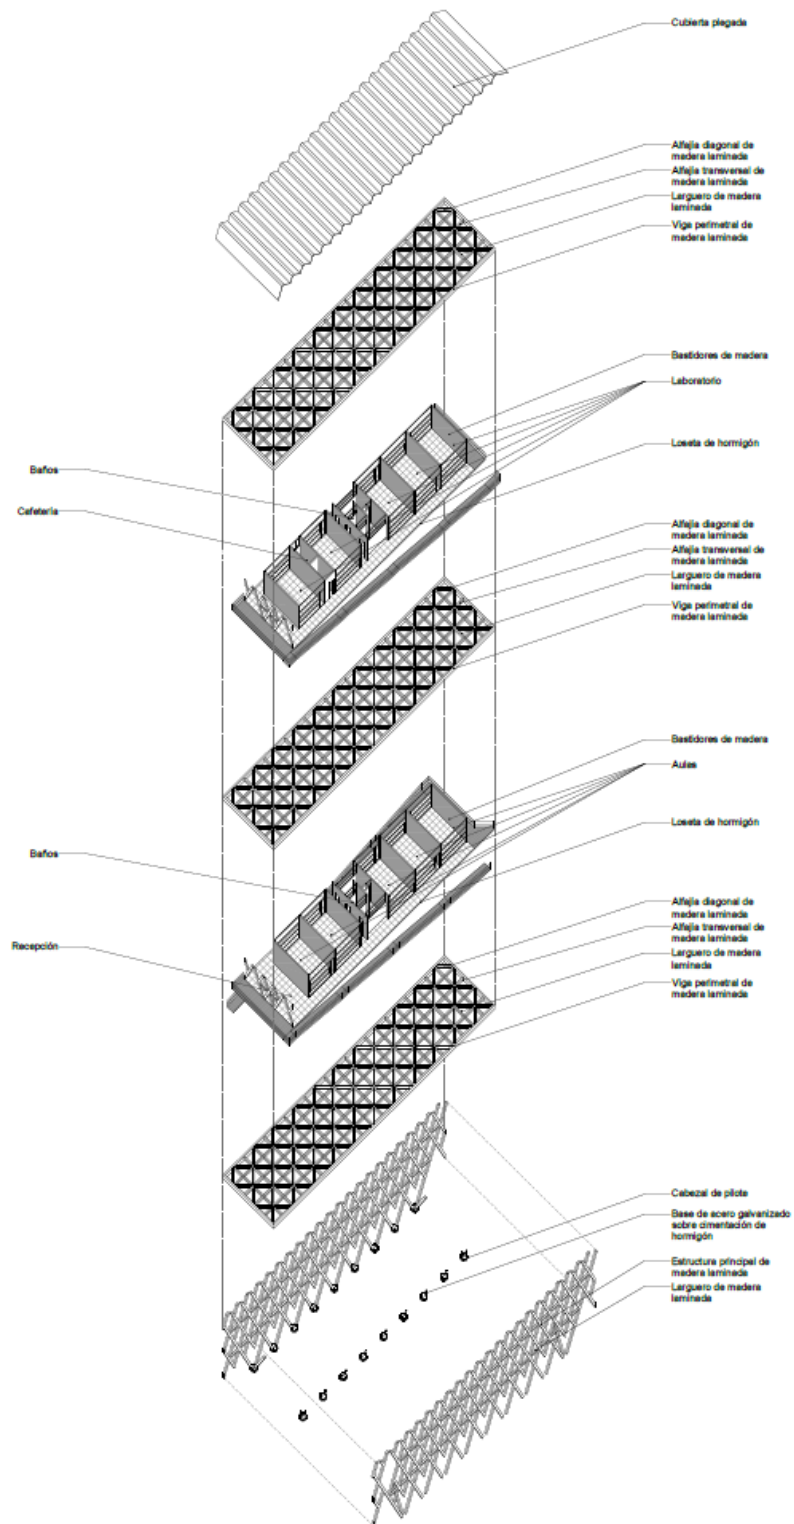 Cubierta plegada
Alfajía diagonal de
madera laminada
Alfajía transversal de
madera laminada
Larguero de madera
laminada
Viga perimetral de
madera laminada
Bastidores de madera
Laboratorio
Loseta de hormigón
Baños
Cafetería
Alfajía diagonal de
madera laminada
Alfajía transversal de
madera laminada
Larguero de madera
laminada
Viga perimetral de
madera laminada
Bastidores de madera
Aulas
Loseta de hormigón
Baños
Recepción
Alfajía diagonal de
madera laminada
Alfajía transversal de
madera laminada
Larguero de madera
laminada
Viga perimetral de
madera laminada
Cabezal de pilote
Base de acero galvanizado
sobre cimentación de
hormigón
Estructura principal de
madera laminada
Larguero de madera
laminada